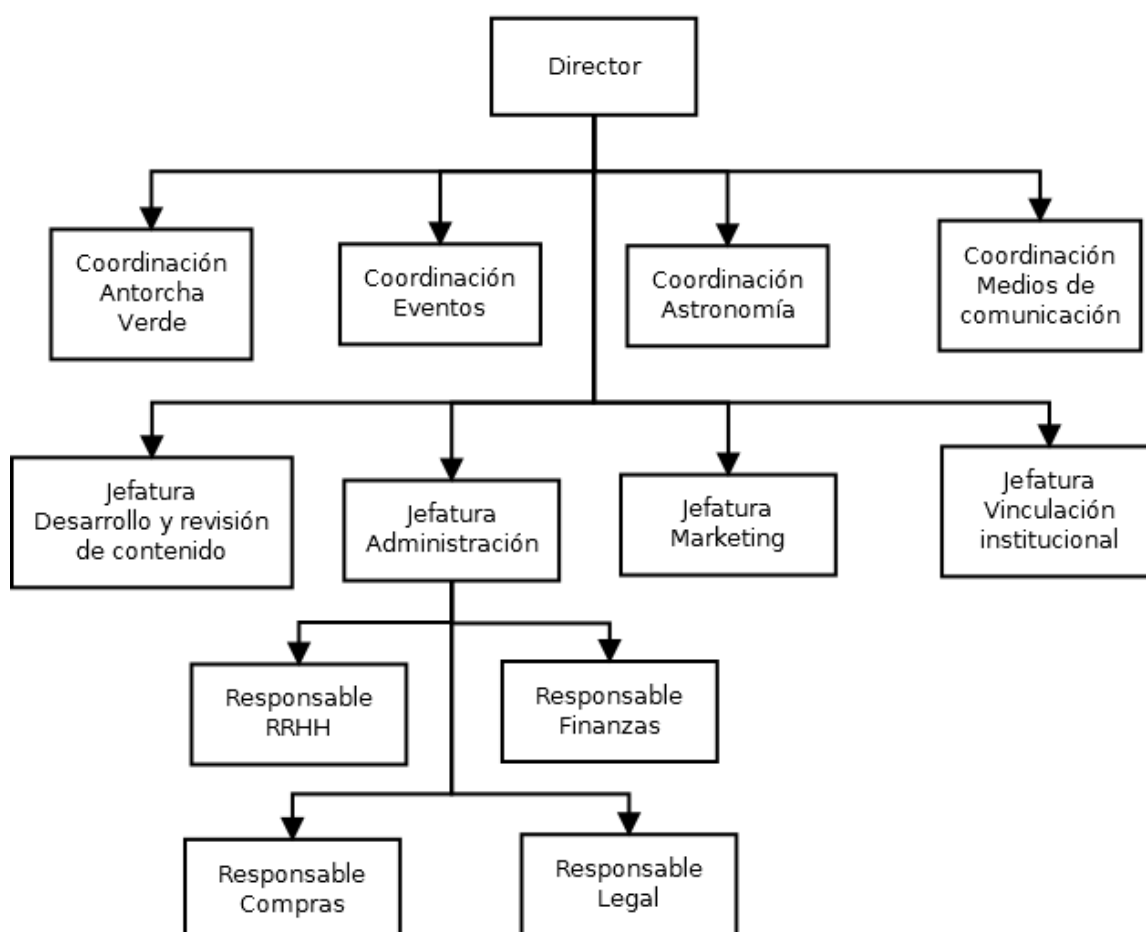 Director
Coordinación
Antorcha
Verde
Coordinación
Eventos
Coordinación
Astronomía
Coordinación
Medios de
comunicación
Jefatura
Desarrollo y revisión
de contenido
Jefatura
Administración
Jefatura
Marketing
Jefatura
Vinculación
institucional
Responsable
RRHH
Responsable
Finanzas
Responsable
Compras
Responsable
Legal